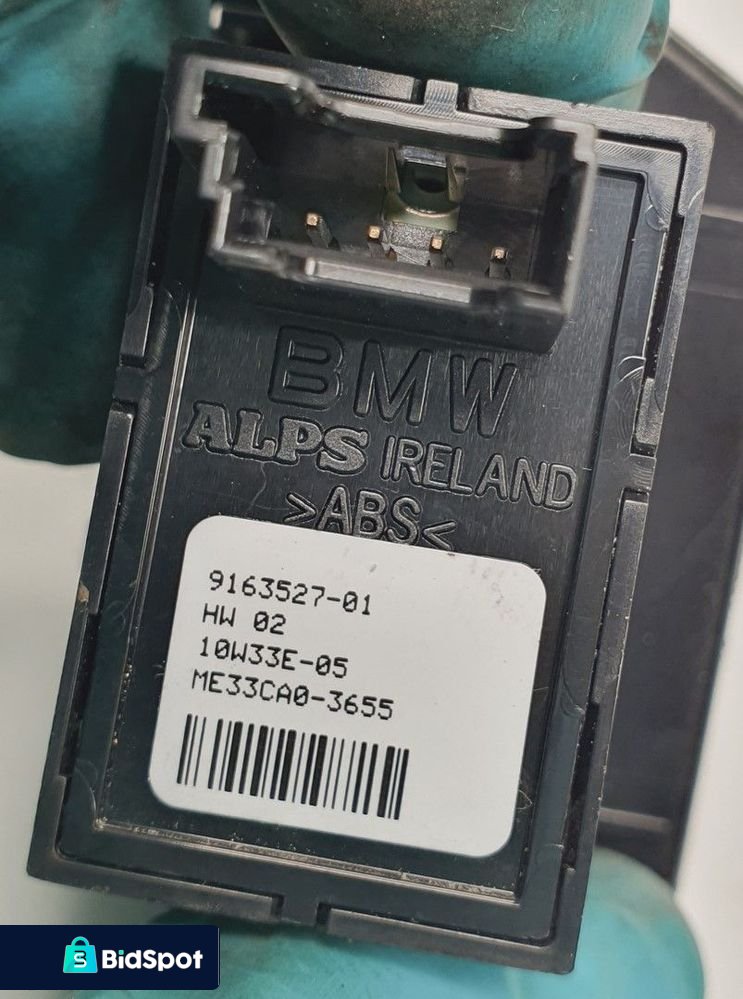 BMW
ALPS IRELAND
>ABS<
9163527-01
HW 02
10W33E-05
ME33CA0-3655
BidSpot